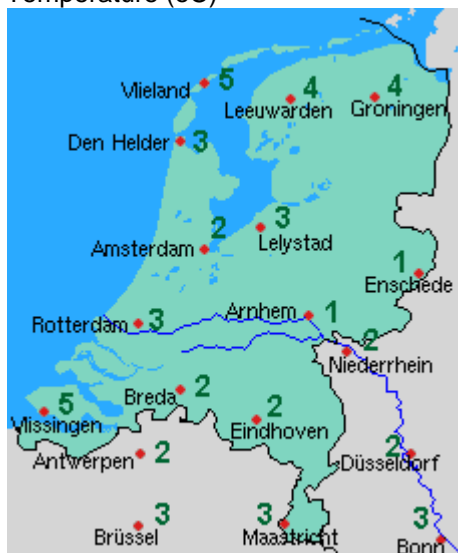 Temperature (°C)
Vlieland 5
Leeuwarden 4
Groningen 4
Den Helder 3
Amsterdam 2
Lelystad 3
Enschede 1
Rotterdam 3
Arnhem 1
Niederrhein 2
Breda 2
Vlissingen 5
Eindhoven 2
Antwerpen 2
Düsseldorf 2
Brüssel 3
Maastricht 3
Bonn 3